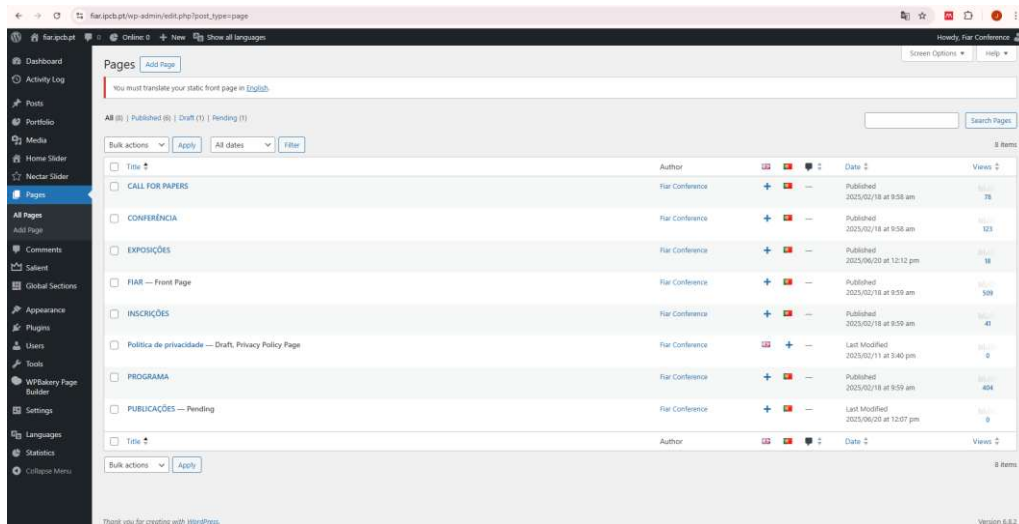 fiar.ipcb.pt/wp-admin/edit.php?post_type=page
fiar.ipcb.pt 0 Online: 0 New Show all languages Howdy, Fiar Conference
Screen Options Help
Dashboard
Activity Log
Posts
Portfolio
Media
Home Slider
Nectar Slider
Pages
All Pages
Add Page
Comments
Salient
Global Sections
Appearance
Plugins
Users
Tools
WPBakery Page
Builder
Settings
Languages
Statistics
Collapse Menu
Pages Add Page
You must translate your static front page in English.
All (8) | Published (6) | Draft (1) | Pending (1)
Search Pages
Bulk actions Apply All dates Filter 8 items
Title Author Date Views
CALL FOR PAPERS Fiar Conference — Published
2025/02/18 at 9:58 am 78
CONFERÊNCIA Fiar Conference — Published
2025/02/18 at 9:58 am 123
EXPOSIÇÕES Fiar Conference — Published
2025/06/20 at 12:12 pm 18
FIAR — Front Page Fiar Conference — Published
2025/02/18 at 9:59 am 509
INSCRIÇÕES Fiar Conference — Published
2025/02/18 at 9:59 am 41
Política de privacidade — Draft, Privacy Policy Page Fiar Conference — Last Modified
2025/02/11 at 3:40 pm 0
PROGRAMA Fiar Conference — Published
2025/02/18 at 9:59 am 404
PUBLICAÇÕES — Pending Fiar Conference — Last Modified
2025/06/20 at 12:07 pm 0
Title Author Date Views
Bulk actions Apply 8 items
Thank you for creating with WordPress. Version 6.8.2